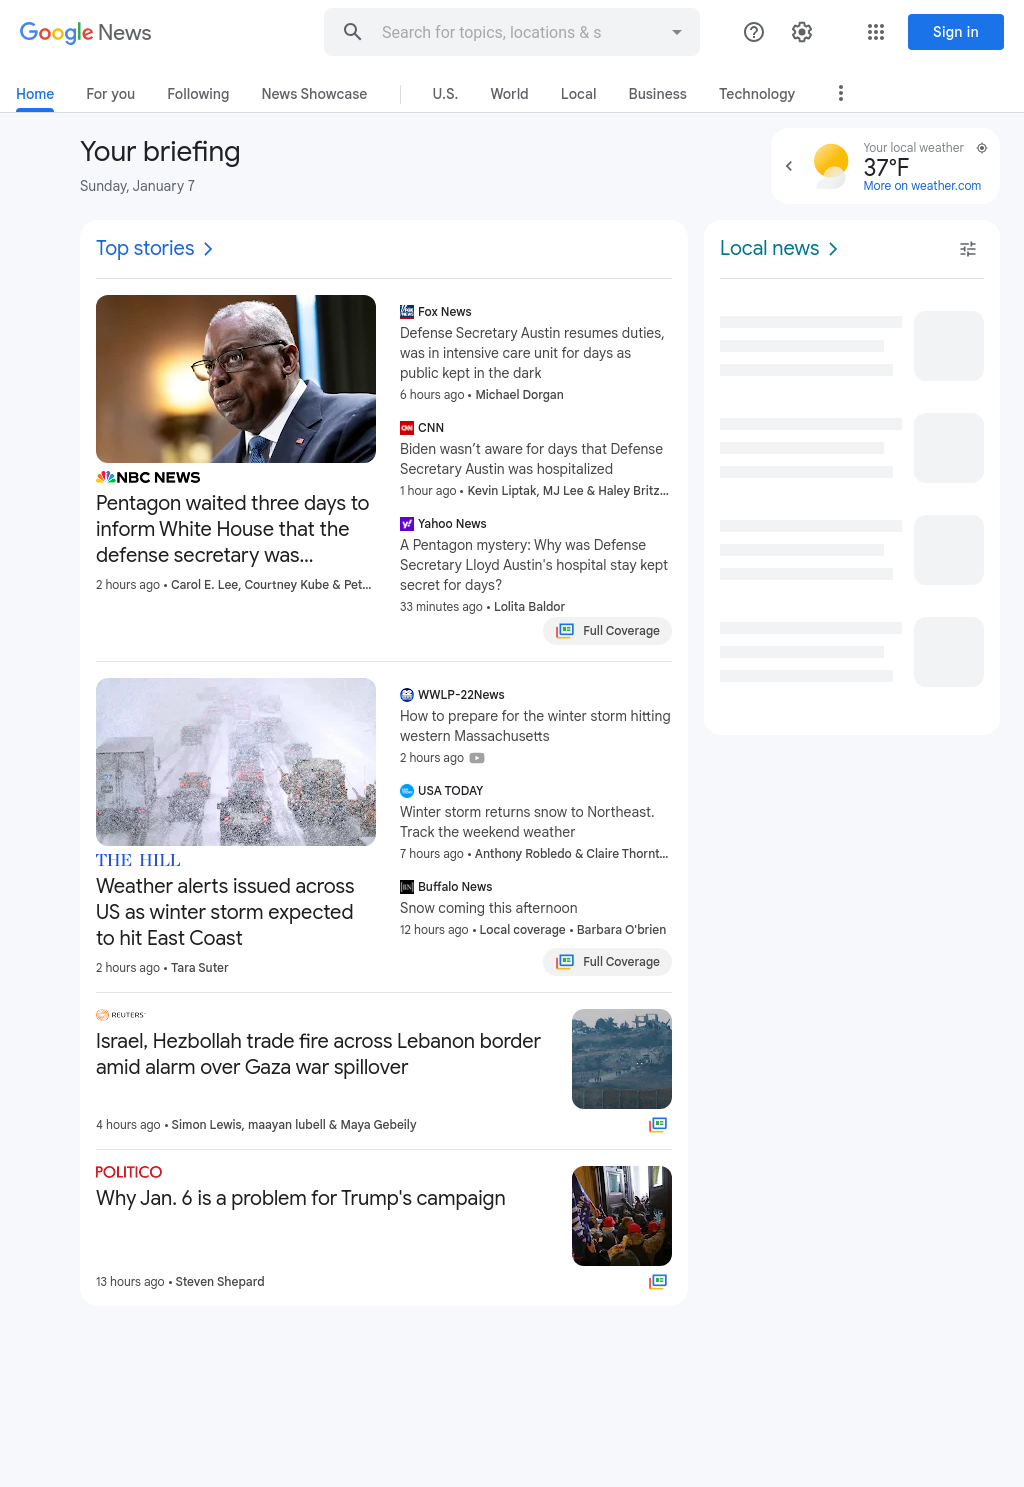 Google News
Search for topics, locations & s
Sign in
Home
For you
Following
News Showcase
U.S.
World
Local
Business
Technology
Your briefing
Sunday, January 7
Your local weather
37°F
More on weather.com
Top stories
NBC NEWS
Pentagon waited three days to
inform White House that the
defense secretary was...
2 hours ago • Carol E. Lee, Courtney Kube & Pet...
Fox News
Defense Secretary Austin resumes duties,
was in intensive care unit for days as
public kept in the dark
6 hours ago • Michael Dorgan
CNN
Biden wasn’t aware for days that Defense
Secretary Austin was hospitalized
1 hour ago • Kevin Liptak, MJ Lee & Haley Britz...
Yahoo News
A Pentagon mystery: Why was Defense
Secretary Lloyd Austin's hospital stay kept
secret for days?
33 minutes ago • Lolita Baldor
Full Coverage
THE HILL
Weather alerts issued across
US as winter storm expected
to hit East Coast
2 hours ago • Tara Suter
WWLP-22News
How to prepare for the winter storm hitting
western Massachusetts
2 hours ago
USA TODAY
Winter storm returns snow to Northeast.
Track the weekend weather
7 hours ago • Anthony Robledo & Claire Thornt...
Buffalo News
Snow coming this afternoon
12 hours ago • Local coverage • Barbara O'brien
Full Coverage
REUTERS
Israel, Hezbollah trade fire across Lebanon border
amid alarm over Gaza war spillover
4 hours ago • Simon Lewis, maayan lubell & Maya Gebeily
POLITICO
Why Jan. 6 is a problem for Trump's campaign
13 hours ago • Steven Shepard
Local news